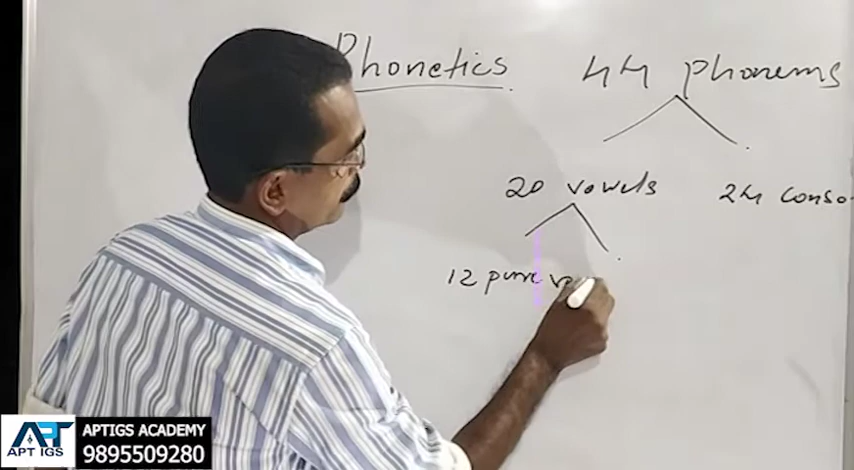 Phonetics
44 phonems
20 vowels
24 conso
12 pure
APT IGS
APTIGS ACADEMY
9895509280